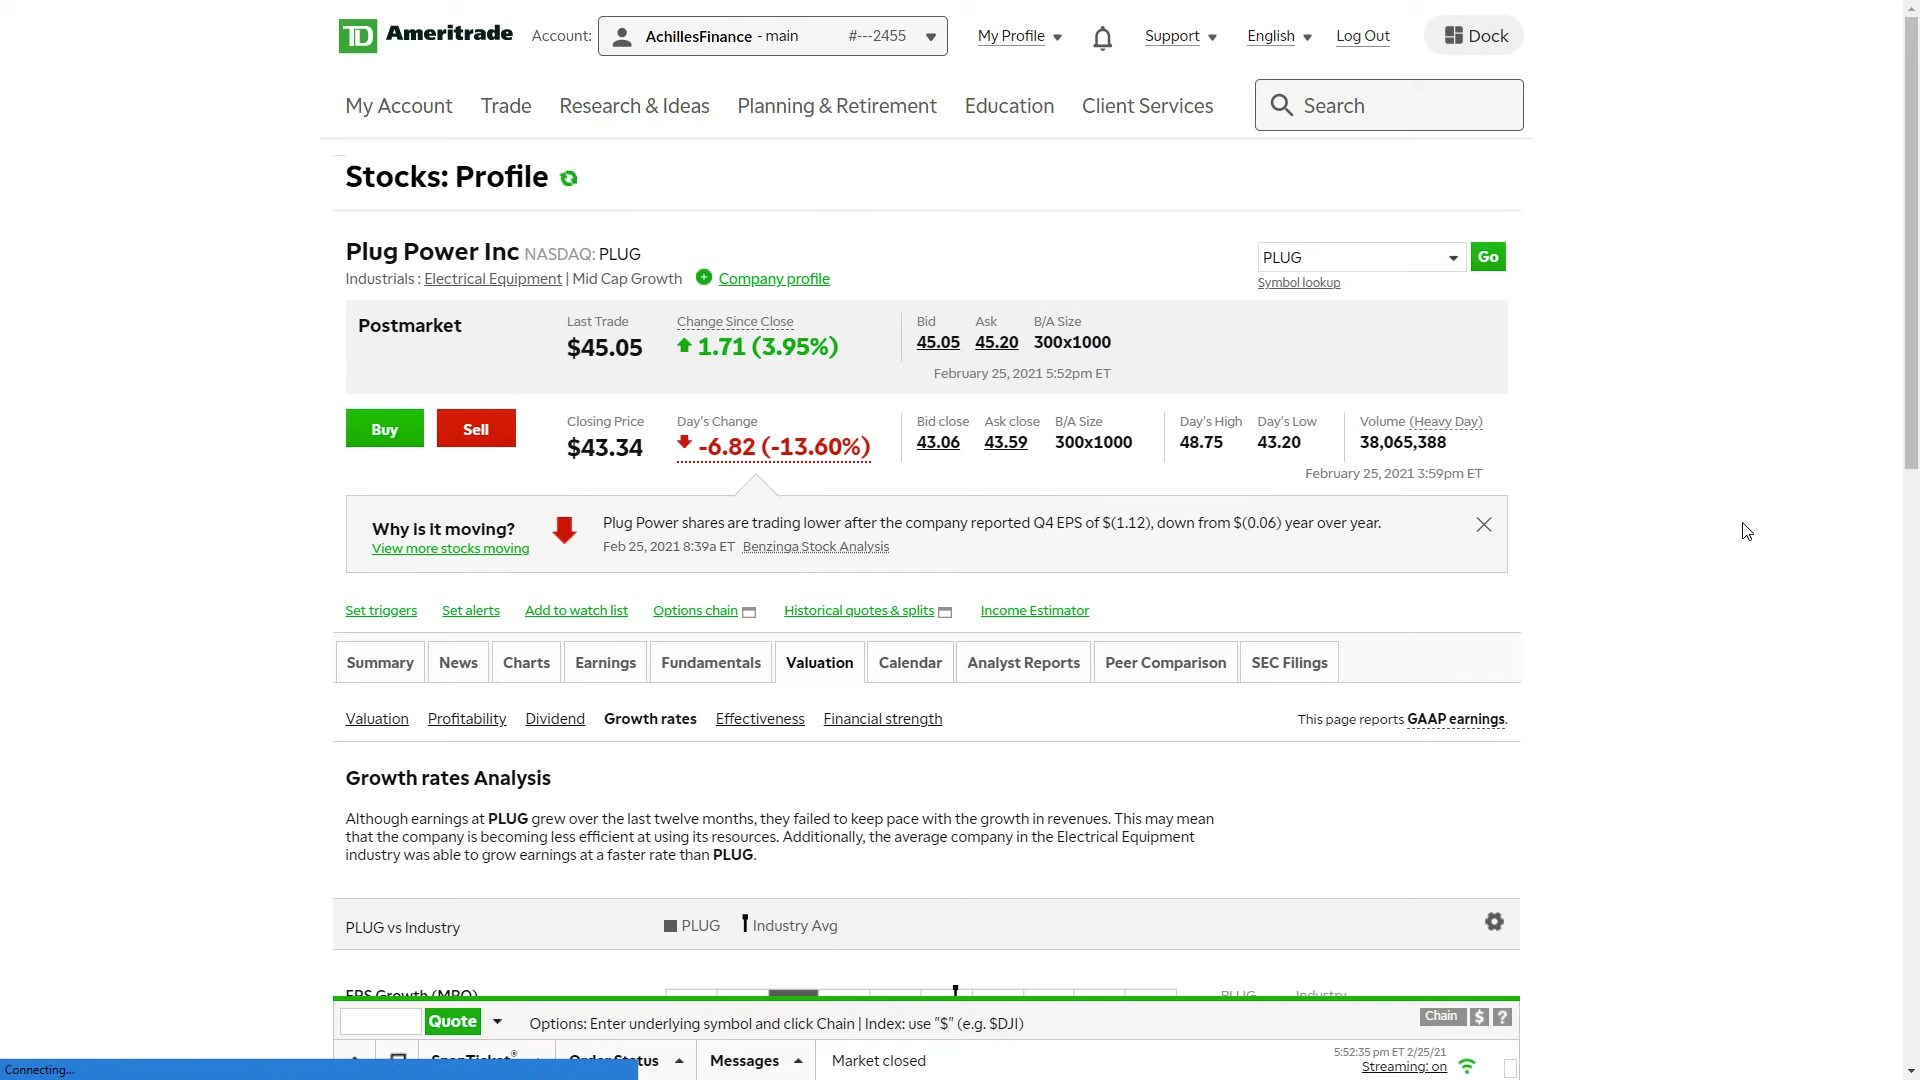 TD Ameritrade Account: AchillesFinance - main #---2455 My Profile Support English Log Out Dock
My Account Trade Research & Ideas Planning & Retirement Education Client Services Search
Stocks: Profile
Plug Power Inc NASDAQ: PLUG
Industrials : Electrical Equipment | Mid Cap Growth Company profile
PLUG Go
Symbol lookup
Postmarket
Last Trade Change Since Close Bid Ask B/A Size
$45.05 1.71 (3.95%) 45.05 45.20 300x1000
February 25, 2021 5:52pm ET
Buy Sell
Closing Price Day's Change Bid close Ask close B/A Size Day's High Day's Low Volume (Heavy Day)
$43.34 -6.82 (-13.60%) 43.06 43.59 300x1000 48.75 43.20 38,065,388
February 25, 2021 3:59pm ET
Why is it moving? Plug Power shares are trading lower after the company reported Q4 EPS of $(1.12), down from $(0.06) year over year.
View more stocks moving Feb 25, 2021 8:39a ET Benzinga Stock Analysis
Set triggers Set alerts Add to watch list Options chain Historical quotes & splits Income Estimator
Summary News Charts Earnings Fundamentals Valuation Calendar Analyst Reports Peer Comparison SEC Filings
Valuation Profitability Dividend Growth rates Effectiveness Financial strength This page reports GAAP earnings.
Growth rates Analysis
Although earnings at PLUG grew over the last twelve months, they failed to keep pace with the growth in revenues. This may mean
that the company is becoming less efficient at using its resources. Additionally, the average company in the Electrical Equipment
industry was able to grow earnings at a faster rate than PLUG.
PLUG vs Industry PLUG Industry Avg
EPS Growth (MRQ) PLUG Industry
Quote Options: Enter underlying symbol and click Chain | Index: use "$" (e.g. $DJI) Chain $ ?
SnapTicket® Order Status Messages Market closed
5:52:35 pm ET 2/25/21
Streaming: on
Connecting...